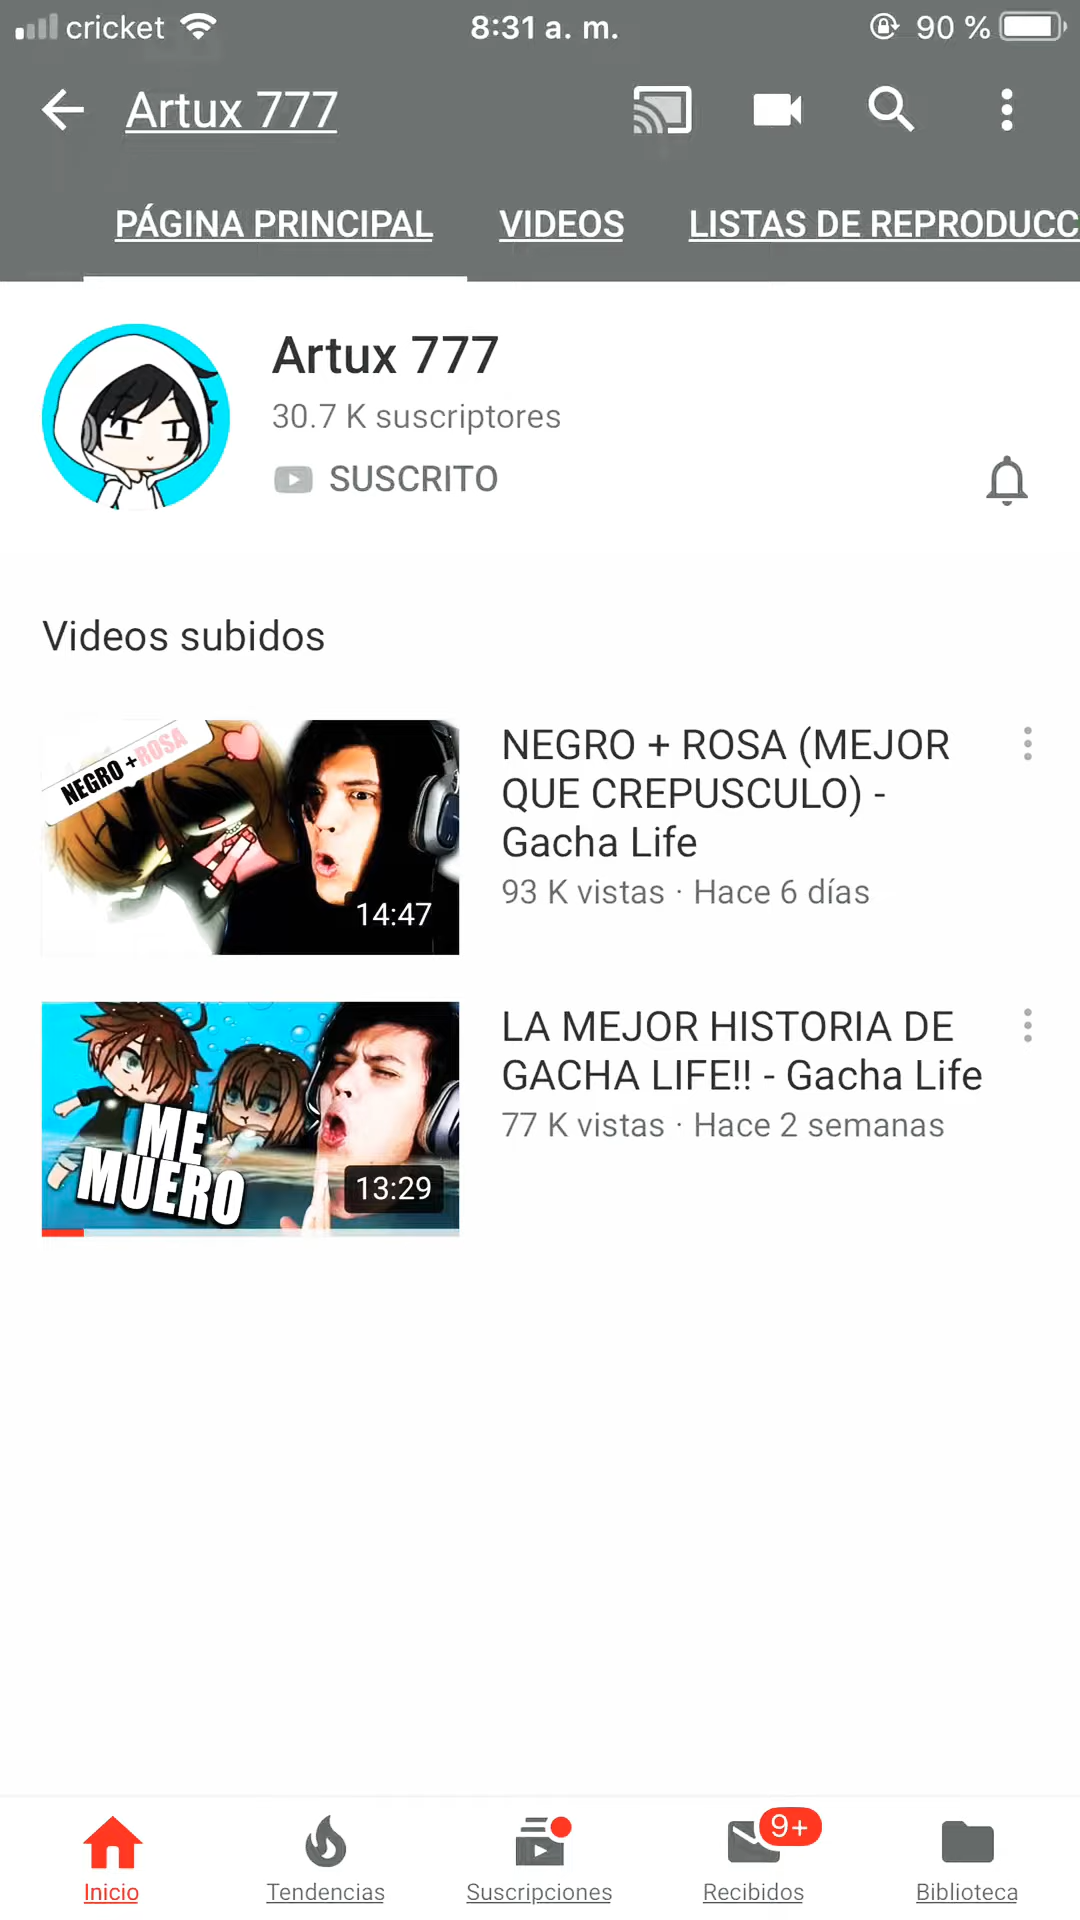 cricket
8:31 a. m.
90 %
Artux 777
PÁGINA PRINCIPAL
VIDEOS
LISTAS DE REPRODUCC
Artux 777
30.7 K suscriptores
SUSCRITO
Videos subidos
NEGRO + ROSA
14:47
NEGRO + ROSA (MEJOR
QUE CREPUSCULO) -
Gacha Life
93 K vistas · Hace 6 días
ME
MUERO
13:29
LA MEJOR HISTORIA DE
GACHA LIFE!! - Gacha Life
77 K vistas · Hace 2 semanas
9+
Inicio
Tendencias
Suscripciones
Recibidos
Biblioteca